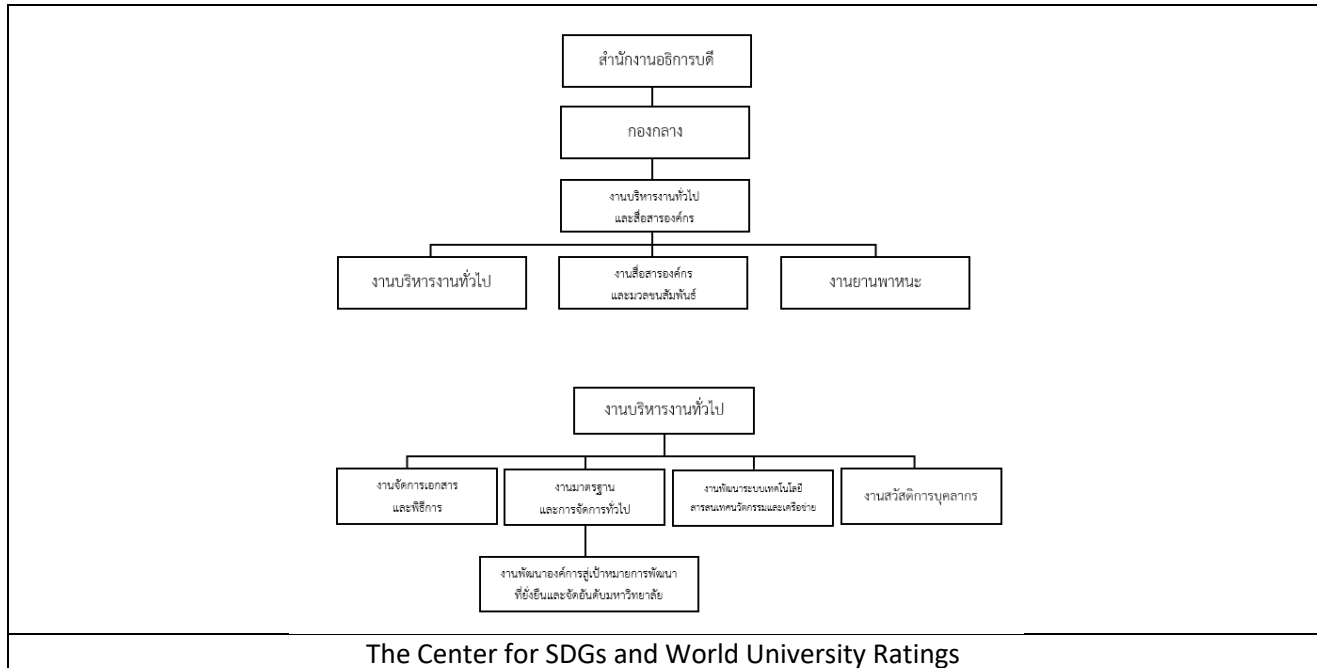 สำนักงานอธิการบดี
กองกลาง
งานบริหารงานทั่วไป
และสื่อสารองค์กร
งานบริหารงานทั่วไป
งานสื่อสารองค์กร
และมวลชนสัมพันธ์
งานยานพาหนะ
งานบริหารงานทั่วไป
งานจัดการเอกสาร
และพิธีการ
งานมาตรฐาน
และการจัดการทั่วไป
งานพัฒนาระบบเทคโนโลยี
สารสนเทศนวัตกรรมและเครือข่าย
งานสวัสดิการบุคลากร
งานพัฒนาองค์การสู่เป้าหมายการพัฒนา
ที่ยั่งยืนและจัดอันดับมหาวิทยาลัย
The Center for SDGs and World University Ratings